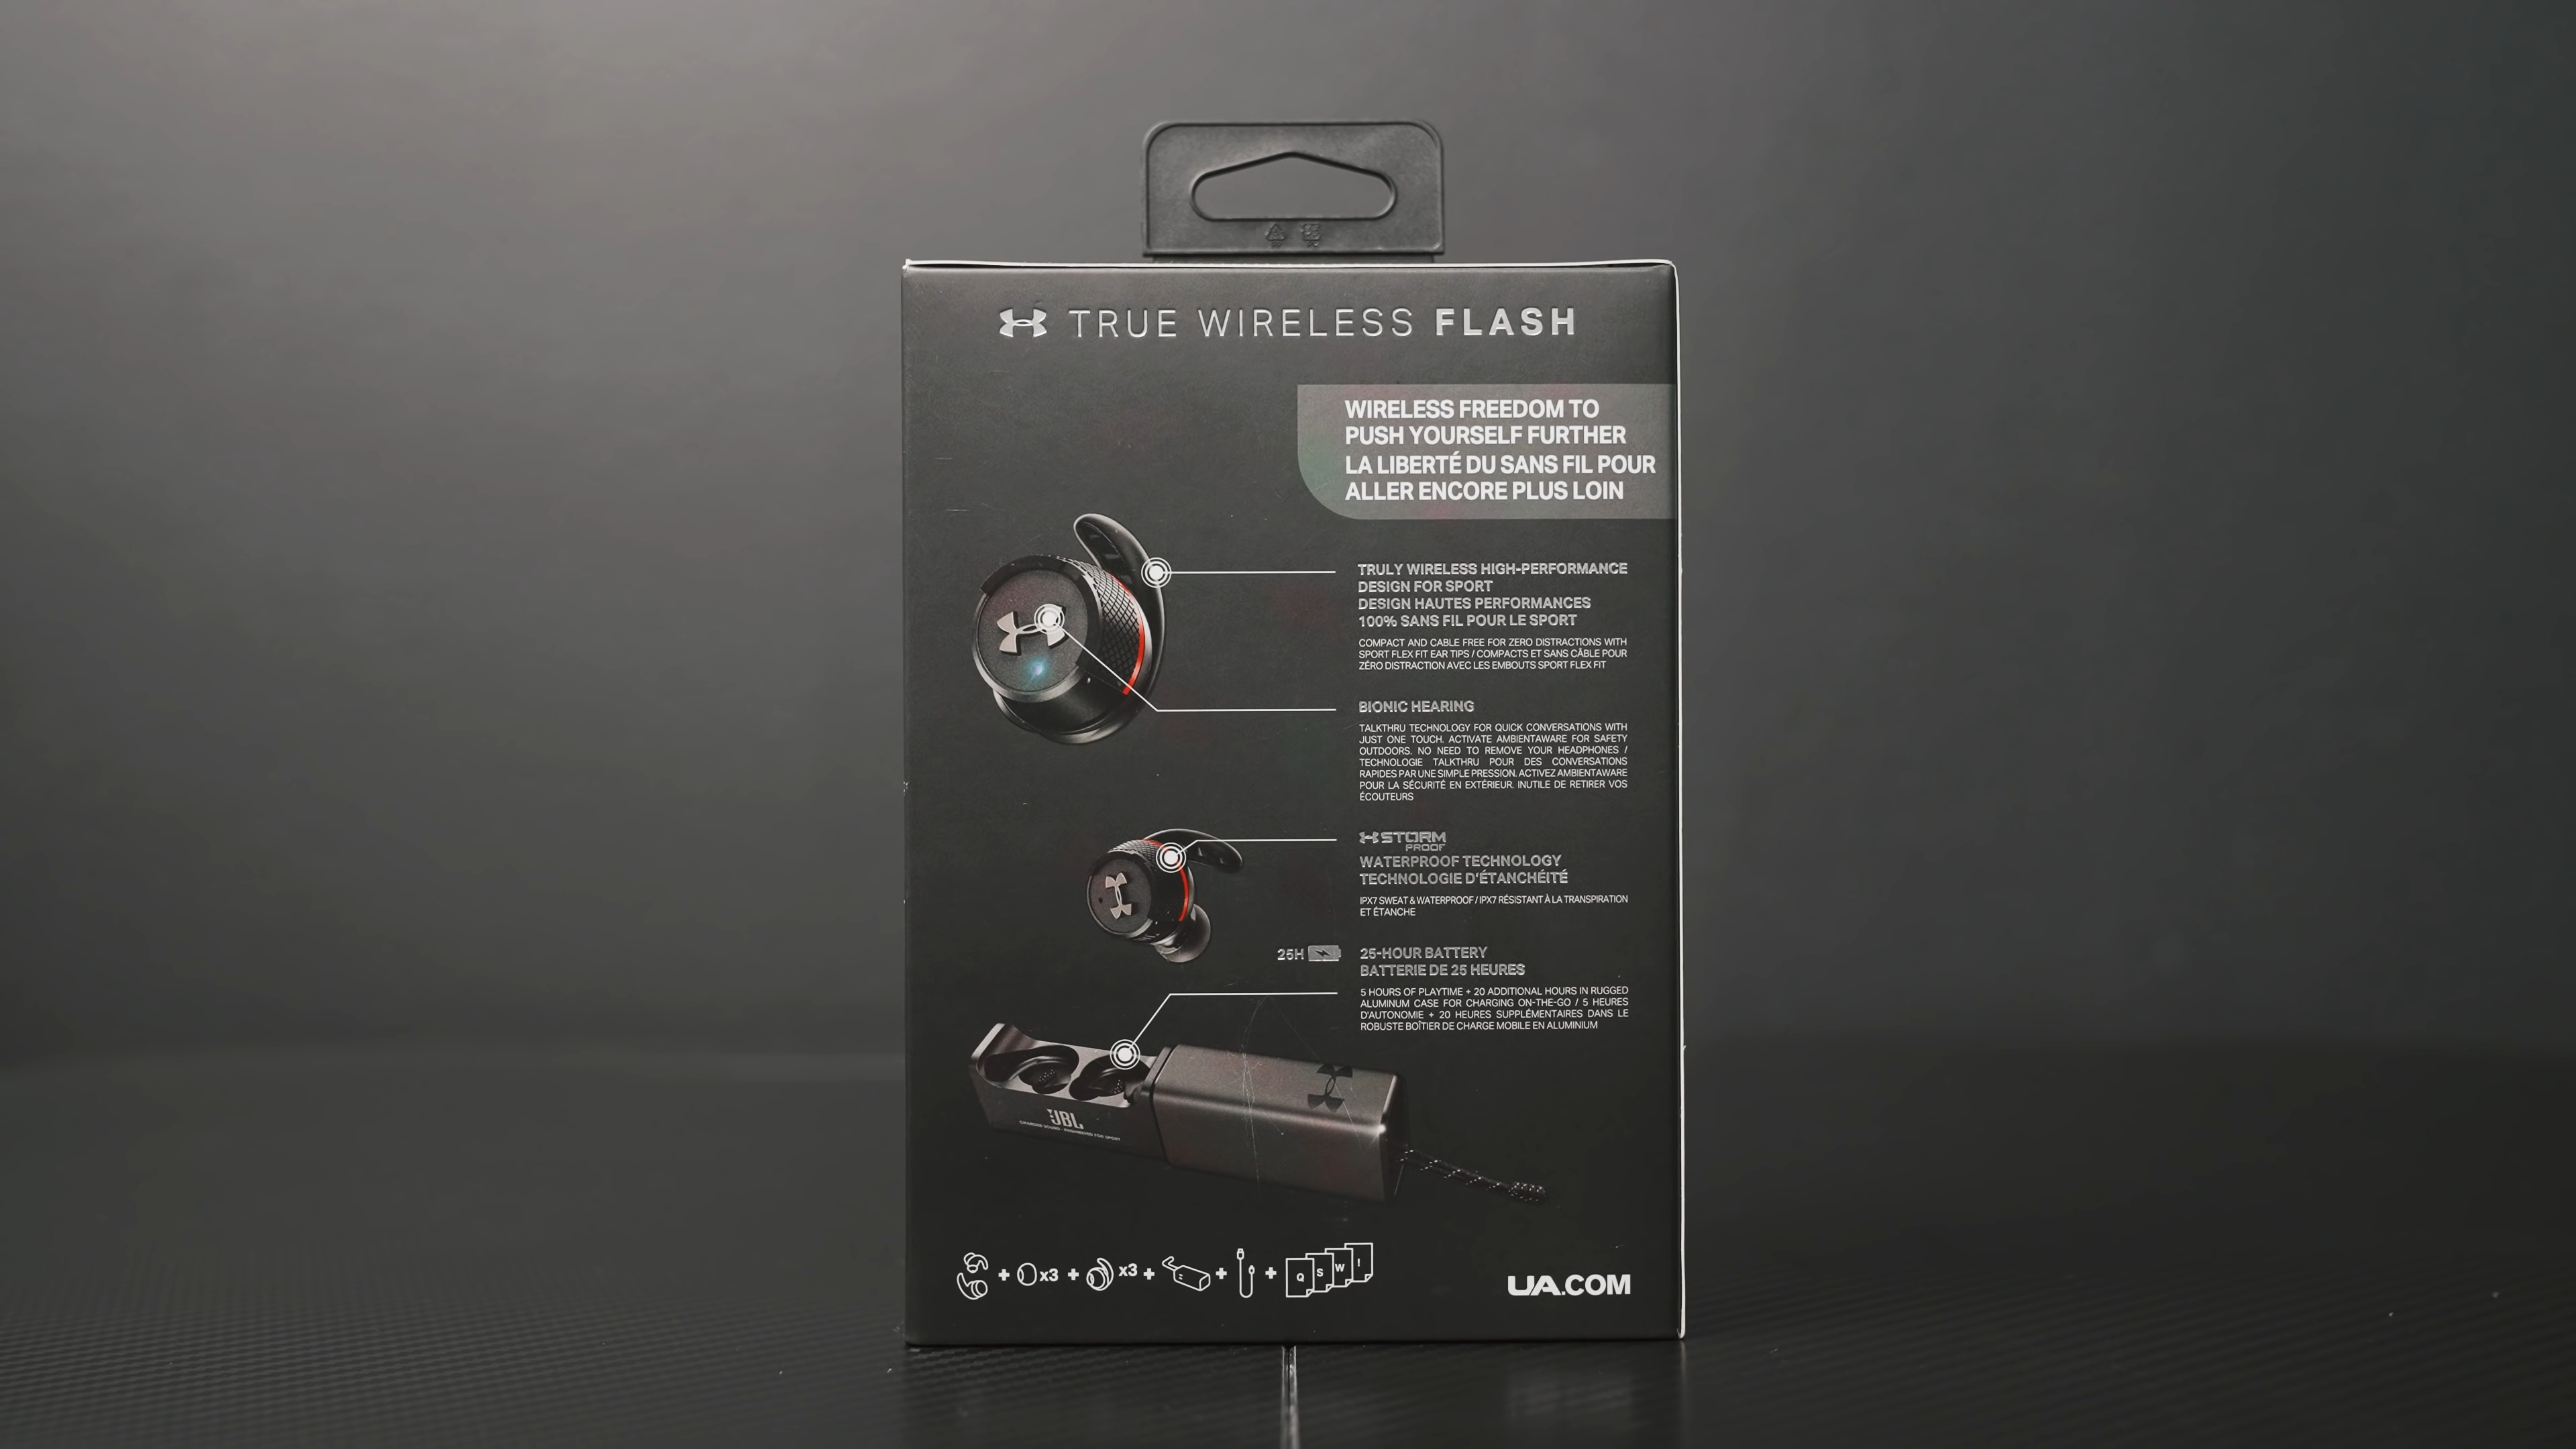 TRUE WIRELESS FLASH
WIRELESS FREEDOM TO
PUSH YOURSELF FURTHER
LA LIBERTÉ DU SANS FIL POUR
ALLER ENCORE PLUS LOIN
TRULY WIRELESS HIGH-PERFORMANCE
DESIGN FOR SPORT
DESIGN HAUTES PERFORMANCES
100% SANS FIL POUR LE SPORT
COMPACT AND CABLE FREE FOR ZERO DISTRACTIONS WITH
SPORT FLEX FIT EAR TIPS / COMPACTS ET SANS CÂBLE POUR
ZÉRO DISTRACTION AVEC LES EMBOUTS SPORT FLEX FIT
BIONIC HEARING
TALKTHRU TECHNOLOGY FOR QUICK CONVERSATIONS WITH
JUST ONE TOUCH. ACTIVATE AMBIENTAWARE FOR SAFETY
OUTDOORS. NO NEED TO REMOVE YOUR HEADPHONES /
TECHNOLOGIE TALKTHRU POUR DES CONVERSATIONS
RAPIDES PAR UNE SIMPLE PRESSION. ACTIVEZ AMBIENTAWARE
POUR LA SÉCURITÉ EN EXTÉRIEUR. INUTILE DE RETIRER VOS
ÉCOUTEURS
STORM
PROOF
WATERPROOF TECHNOLOGY
TECHNOLOGIE D'ÉTANCHÉITÉ
IPX7 SWEAT & WATERPROOF / IPX7 RÉSISTANT À LA TRANSPIRATION
ET ÉTANCHE
25H
25-HOUR BATTERY
BATTERIE DE 25 HEURES
5 HOURS OF PLAYTIME + 20 ADDITIONAL HOURS IN RUGGED
ALUMINUM CASE FOR CHARGING ON-THE-GO / 5 HEURES
D'AUTONOMIE + 20 HEURES SUPPLÉMENTAIRES DANS LE
ROBUSTE BOÎTIER DE CHARGE MOBILE EN ALUMINIUM
JBL
CHARGED SOUND · ENGINEERED FOR SPORT
+ x3 + x3 + + + Q S W I
UA.COM